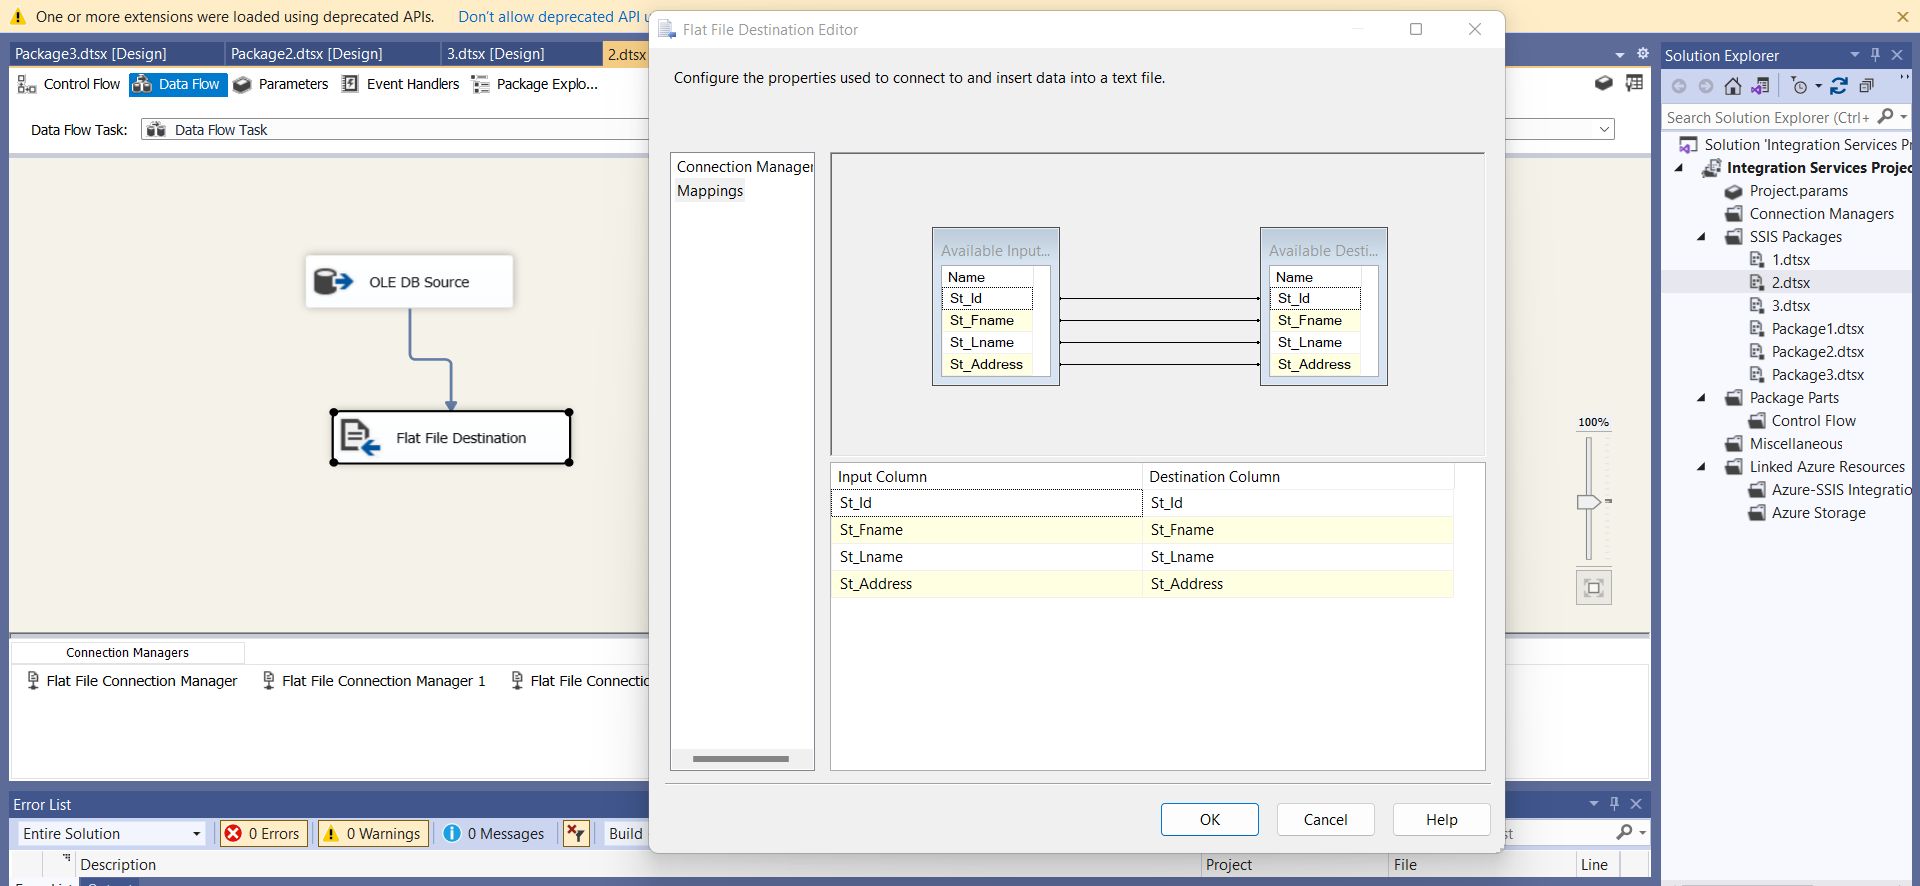 One or more extensions were loaded using deprecated APIs. Don't allow deprecated API
Package3.dtsx [Design] Package2.dtsx [Design] 3.dtsx [Design] 2.dtsx
Control Flow Data Flow Parameters Event Handlers Package Explo...
Data Flow Task: Data Flow Task
OLE DB Source
Flat File Destination
100%
Connection Managers
Flat File Connection Manager Flat File Connection Manager 1 Flat File Connectio
Flat File Destination Editor
Configure the properties used to connect to and insert data into a text file.
Connection Manager
Mappings
Available Input...
Name
St_Id
St_Fname
St_Lname
St_Address
Available Desti...
Name
St_Id
St_Fname
St_Lname
St_Address
Input Column Destination Column
St_Id St_Id
St_Fname St_Fname
St_Lname St_Lname
St_Address St_Address
OK Cancel Help
Error List
Entire Solution 0 Errors 0 Warnings 0 Messages Build
Description Project File Line
Solution Explorer
Search Solution Explorer (Ctrl+
Solution 'Integration Services Pr
Integration Services Projec
Project.params
Connection Managers
SSIS Packages
1.dtsx
2.dtsx
3.dtsx
Package1.dtsx
Package2.dtsx
Package3.dtsx
Package Parts
Control Flow
Miscellaneous
Linked Azure Resources
Azure-SSIS Integratio
Azure Storage